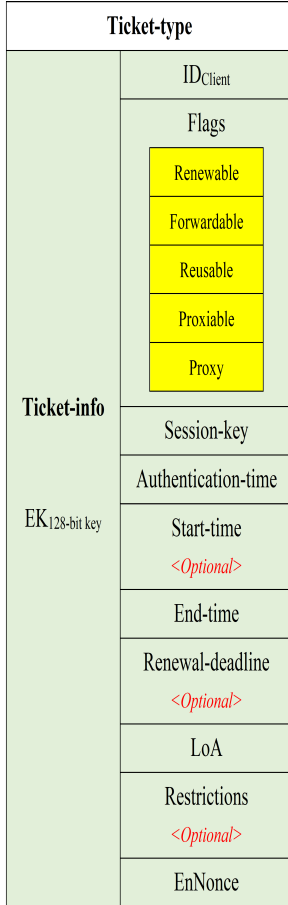 Ticket-type
IDClient
Flags
Renewable
Forwardable
Reusable
Proxiable
Proxy
Ticket-info
EK128-bit key
Session-key
Authentication-time
Start-time
<Optional>
End-time
Renewal-deadline
<Optional>
LoA
Restrictions
<Optional>
EnNonce